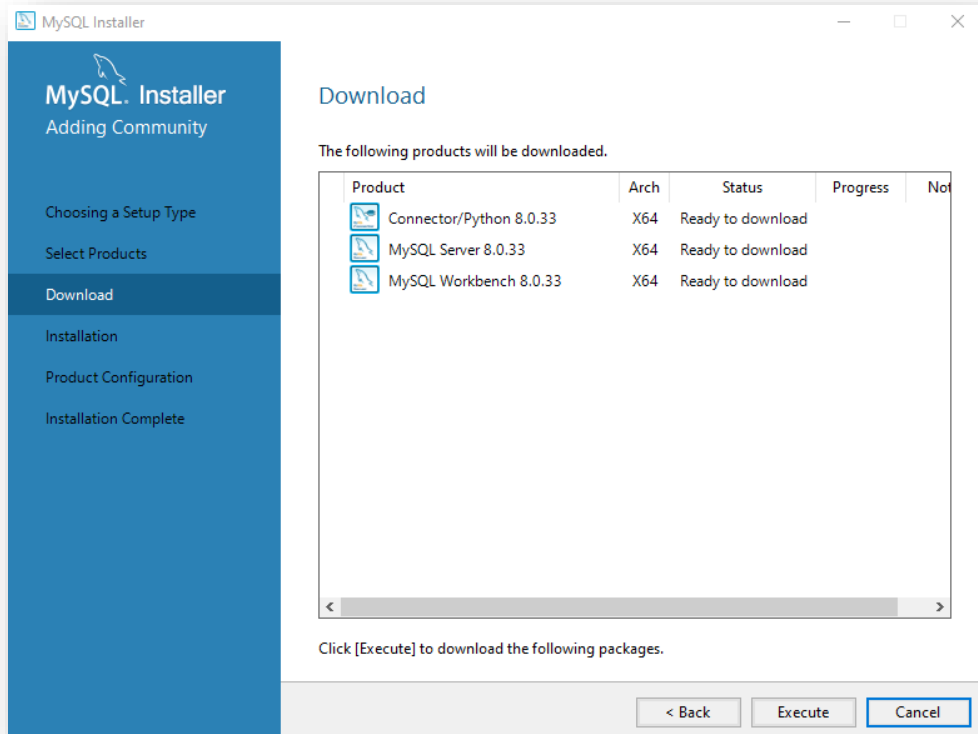 MySQL Installer
MySQL. Installer
Adding Community
Choosing a Setup Type
Select Products
Download
Installation
Product Configuration
Installation Complete
Download
The following products will be downloaded.
Product Arch Status Progress Not
Connector/Python 8.0.33 X64 Ready to download
MySQL Server 8.0.33 X64 Ready to download
MySQL Workbench 8.0.33 X64 Ready to download
Click [Execute] to download the following packages.
< Back Execute Cancel